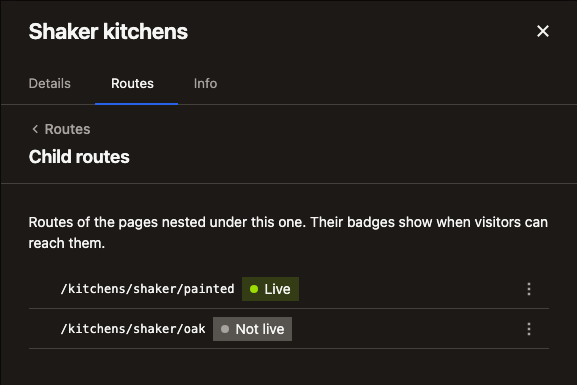 Shaker kitchens
Details Routes Info
Routes
Child routes
Routes of the pages nested under this one. Their badges show when visitors can
reach them.
/kitchens/shaker/painted Live
/kitchens/shaker/oak Not live